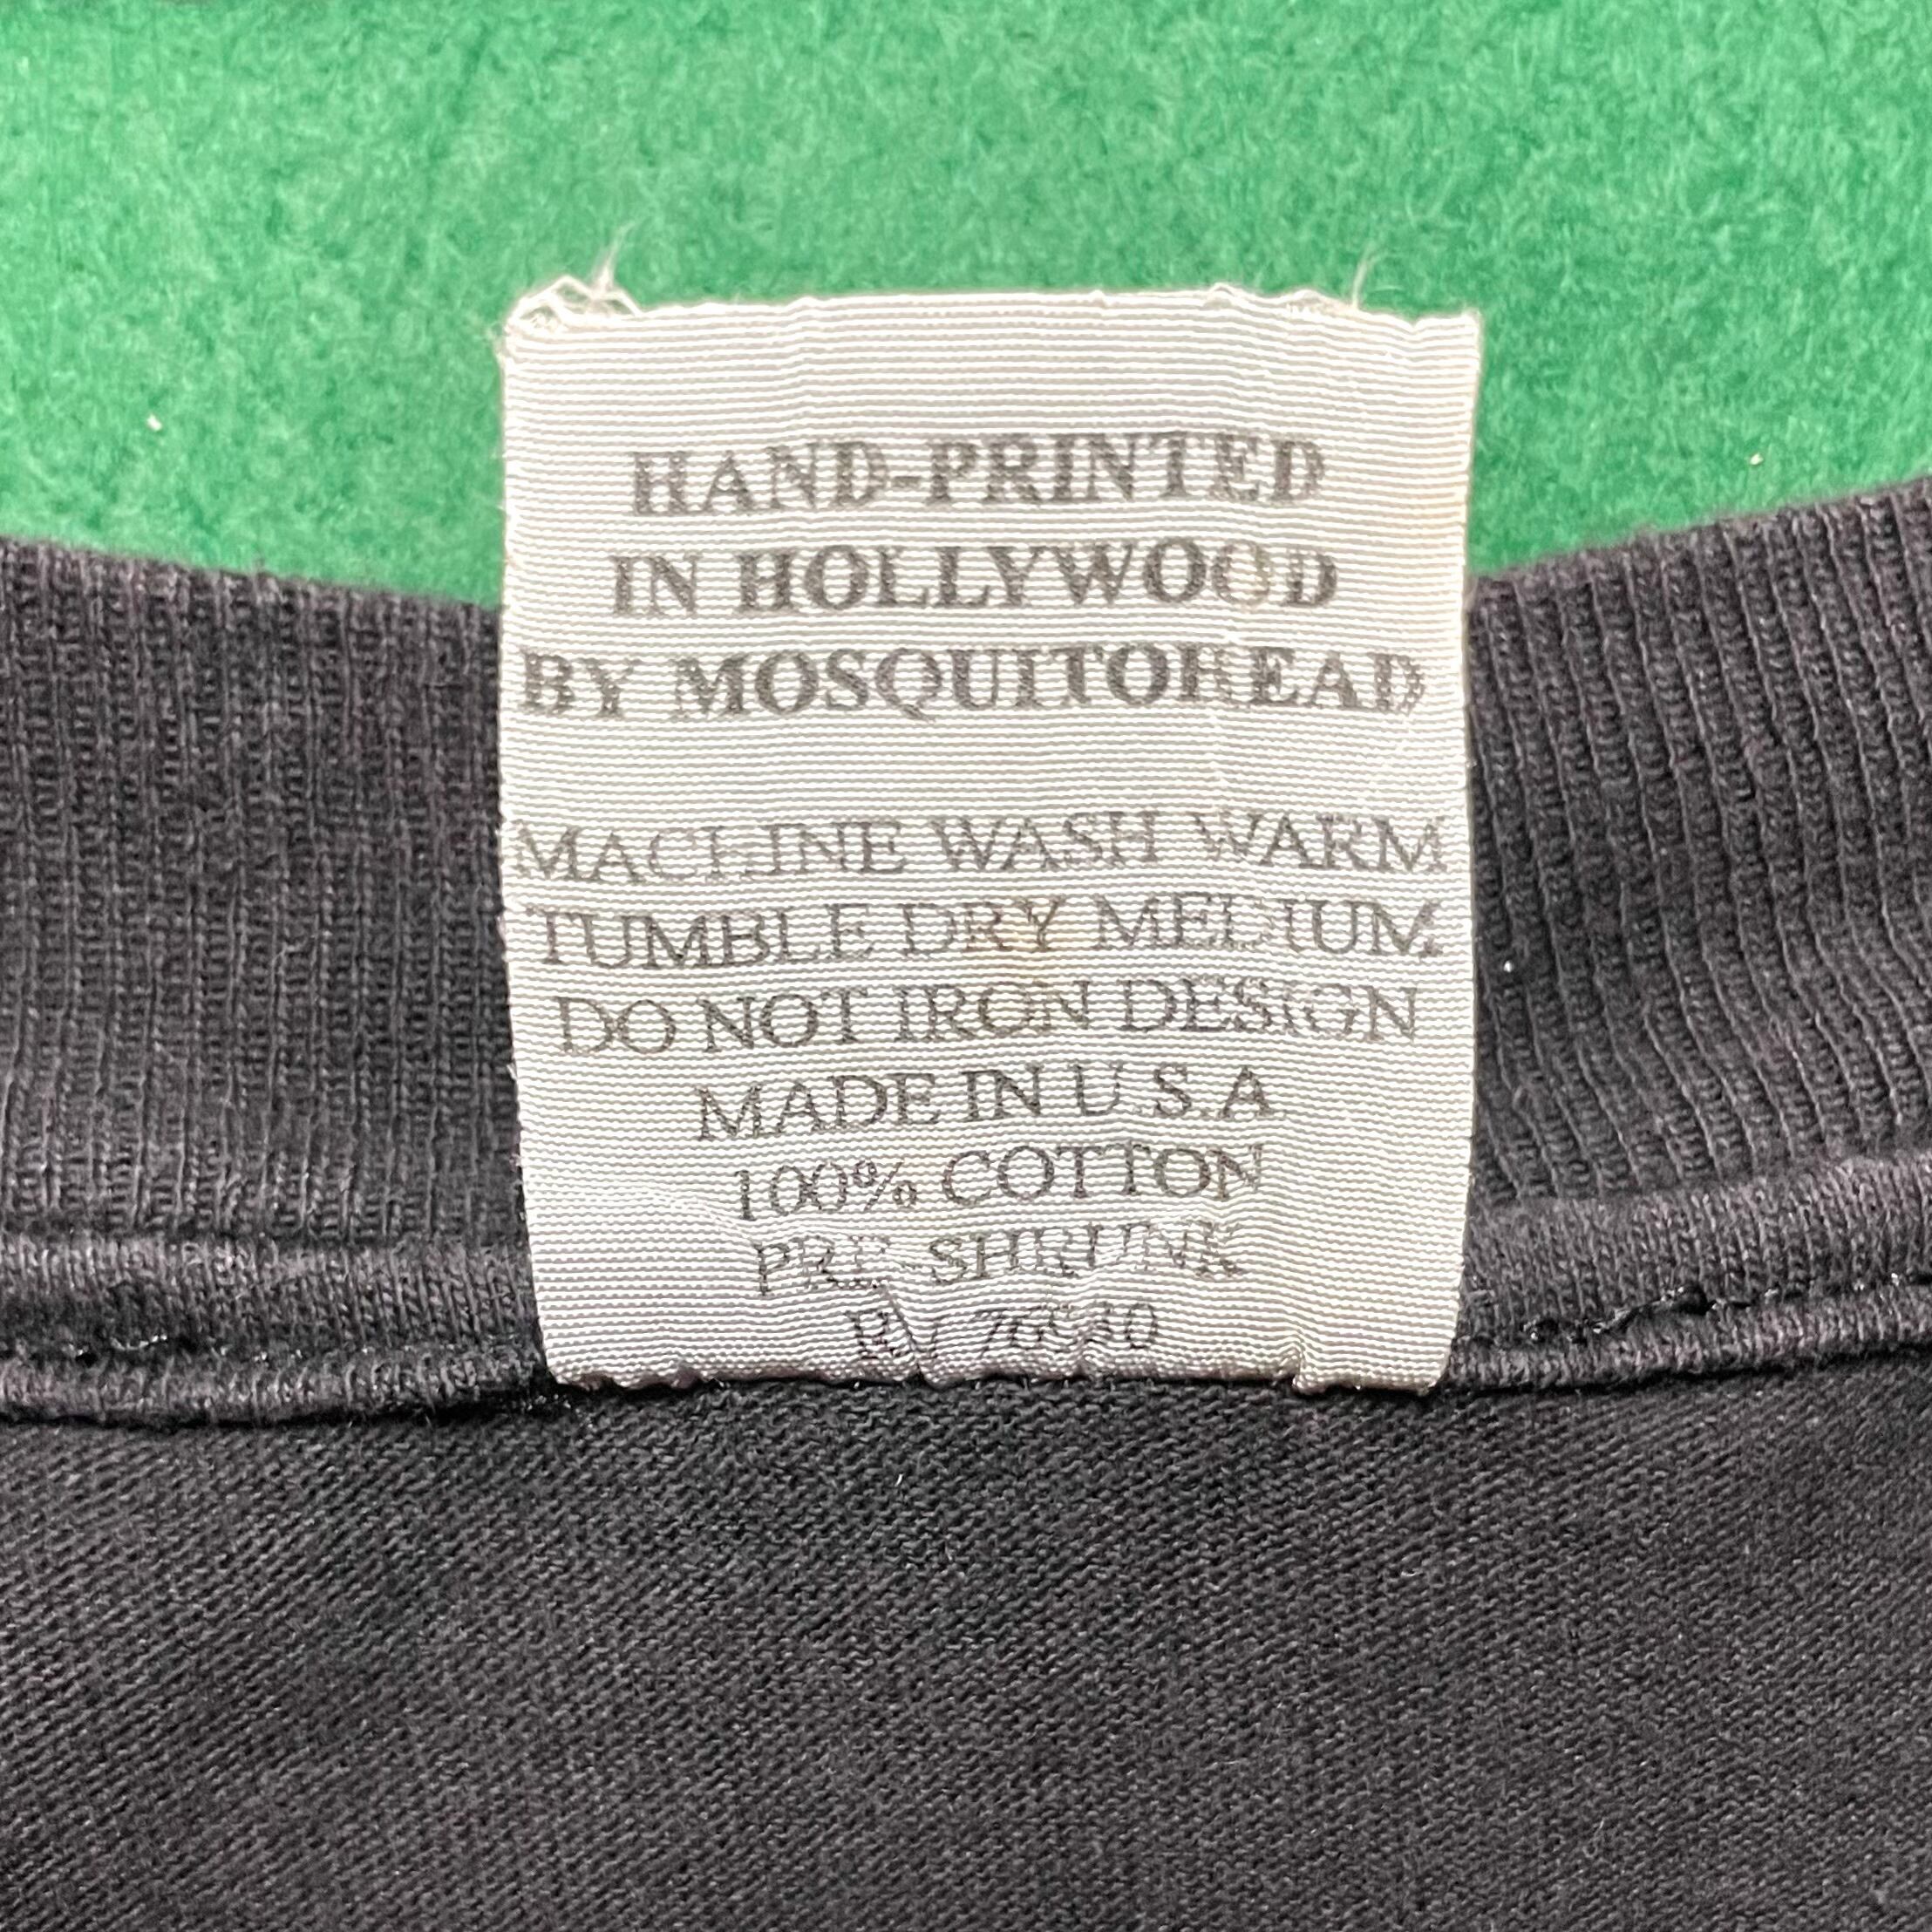 HAND-PRINTED
IN HOLLYWOOD
BY MOSQUITOHEAD
MACHINE WASH WARM
TUMBLE DRY MEDIUM
DO NOT IRON DESIGN
MADE IN U.S.A
100% COTTON
PRE-SHRUNK
RN